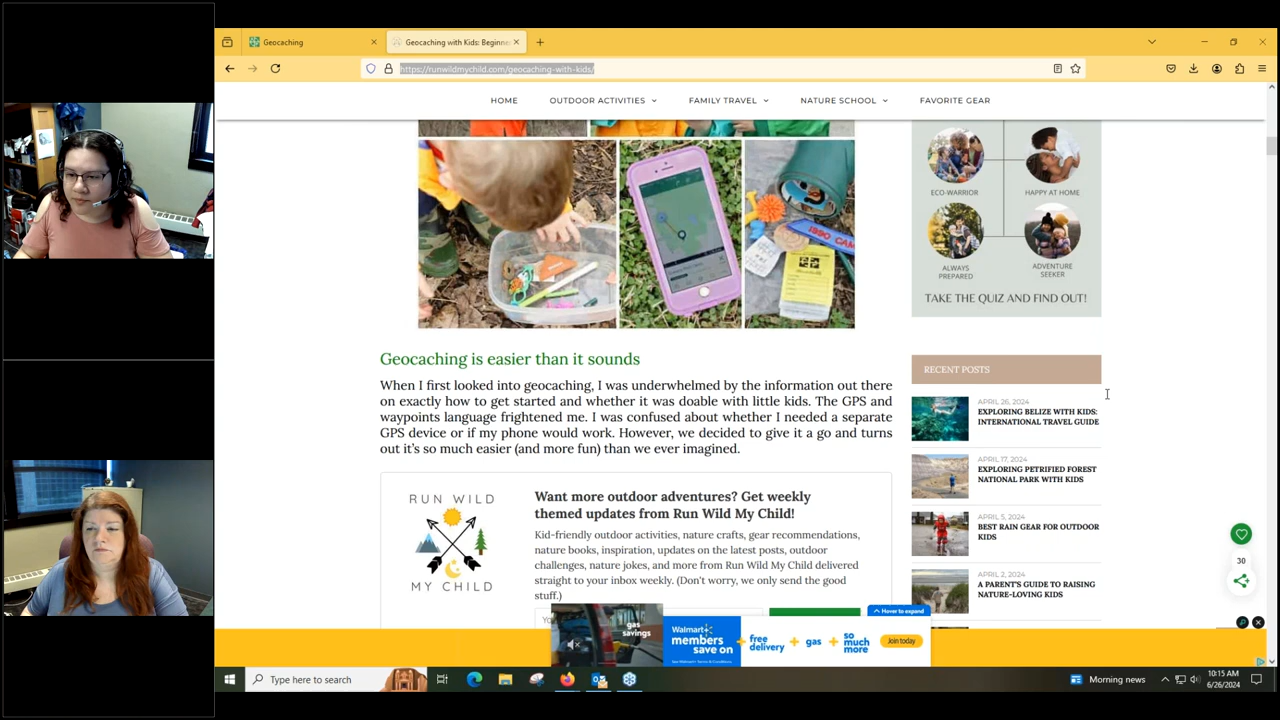 Geocaching
Geocaching with Kids: Beginne
https://runwildmychild.com/geocaching-with-kids/
HOME OUTDOOR ACTIVITIES FAMILY TRAVEL NATURE SCHOOL FAVORITE GEAR
ECO-WARRIOR HAPPY AT HOME
ALWAYS PREPARED
ADVENTURE SEEKER
TAKE THE QUIZ AND FIND OUT!
Geocaching is easier than it sounds
When I first looked into geocaching, I was underwhelmed by the information out there
on exactly how to get started and whether it was doable with little kids. The GPS and
waypoints language frightened me. I was confused about whether I needed a separate
GPS device or if my phone would work. However, we decided to give it a go and turns
out it's so much easier (and more fun) than we ever imagined.
RUN WILD
MY CHILD
Want more outdoor adventures? Get weekly
themed updates from Run Wild My Child!
Kid-friendly outdoor activities, nature crafts, gear recommendations,
nature books, inspiration, updates on the latest posts, outdoor
challenges, nature jokes, and more from Run Wild My Child delivered
straight to your inbox weekly. (Don't worry, we only send the good
stuff.)
RECENT POSTS
APRIL 26, 2024
EXPLORING BELIZE WITH KIDS:
INTERNATIONAL TRAVEL GUIDE
APRIL 17, 2024
EXPLORING PETRIFIED FOREST
NATIONAL PARK WITH KIDS
APRIL 5, 2024
BEST RAIN GEAR FOR OUTDOOR
KIDS
APRIL 2, 2024
A PARENT'S GUIDE TO RAISING
NATURE-LOVING KIDS
30
Hover to expand
gas
savings
Walmart
members
save on
See Walmart+ Terms & Conditions.
free
delivery
+ gas +
so
much
more
Join today
Type here to search
Morning news
10:15 AM
6/26/2024